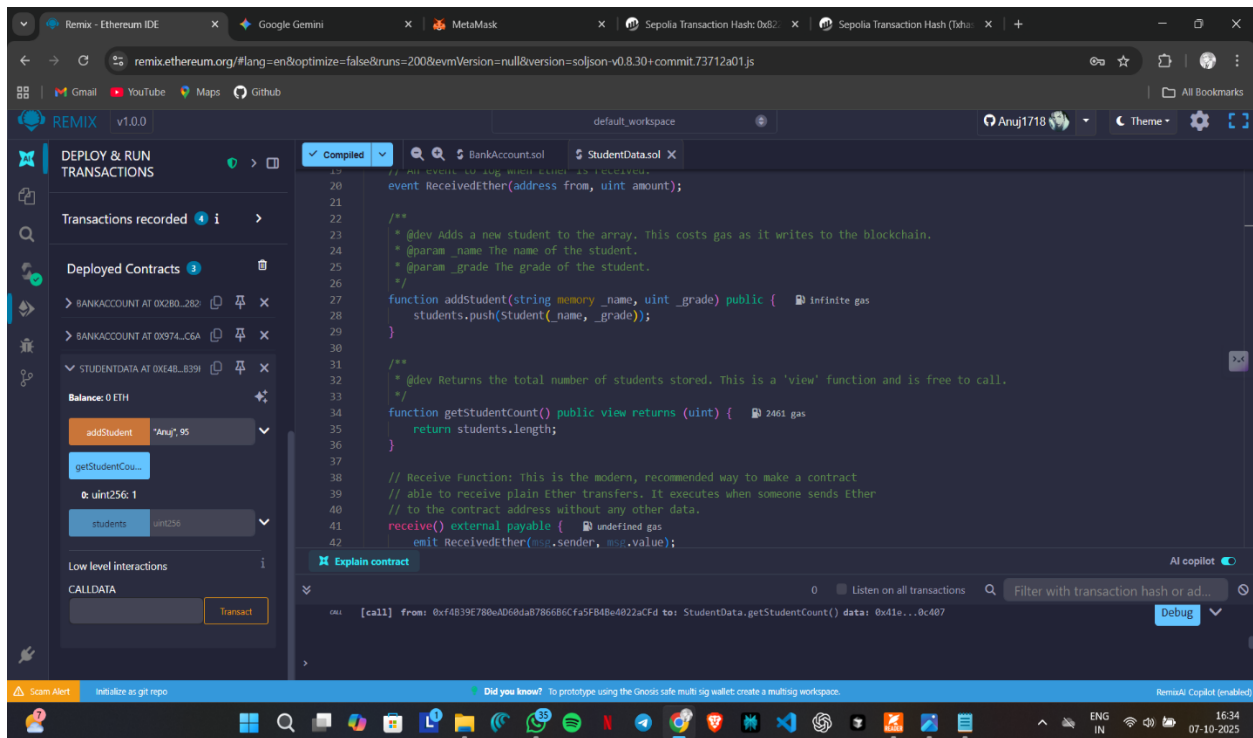 Remix - Ethereum IDE
Google Gemini
MetaMask
Sepolia Transaction Hash: 0x82
Sepolia Transaction Hash (Txha
remix.ethereum.org/#lang=en&optimize=false&runs=200&evmVersion=null&version=soljson-v0.8.30+commit.73712a01.js
Gmail
YouTube
Maps
Github
All Bookmarks
REMIX v1.0.0
default_workspace
Anuj1718
Theme
DEPLOY & RUN
TRANSACTIONS
Transactions recorded 4 i
Deployed Contracts 3
BANKACCOUNT AT 0X2B0...282
BANKACCOUNT AT 0X974...C6A
STUDENTDATA AT 0XE4B...B39
Balance: 0 ETH
addStudent "Anuj", 95
getStudentCou...
0: uint256: 1
students uint256
Low level interactions i
CALLDATA
Transact
Compiled
BankAccount.sol
StudentData.sol
19 // An event to log when Ether is received.
20 event ReceivedEther(address from, uint amount);
21
22 /**
23 * @dev Adds a new student to the array. This costs gas as it writes to the blockchain.
24 * @param _name The name of the student.
25 * @param _grade The grade of the student.
26 */
27 function addStudent(string memory _name, uint _grade) public { infinite gas
28 students.push(Student(_name, _grade));
29 }
30
31 /**
32 * @dev Returns the total number of students stored. This is a 'view' function and is free to call.
33 */
34 function getStudentCount() public view returns (uint) { 2461 gas
35 return students.length;
36 }
37
38 // Receive Function: This is the modern, recommended way to make a contract
39 // able to receive plain Ether transfers. It executes when someone sends Ether
40 // to the contract address without any other data.
41 receive() external payable { undefined gas
42 emit ReceivedEther(msg.sender, msg.value);
Explain contract
AI copilot
0 Listen on all transactions
Filter with transaction hash or ad...
CALL [call] from: 0xf4B39E780eAD60daB7866B6Cfa5FB4Be4022aCFd to: StudentData.getStudentCount() data: 0x41e...0c407
Debug
>
Scam Alert
Initialize as git repo
Did you know? To prototype using the Gnosis safe multi sig wallet: create a multisig workspace.
RemixAI Copilot (enabled)
7
1
35
ENG
IN
16:34
07-10-2025